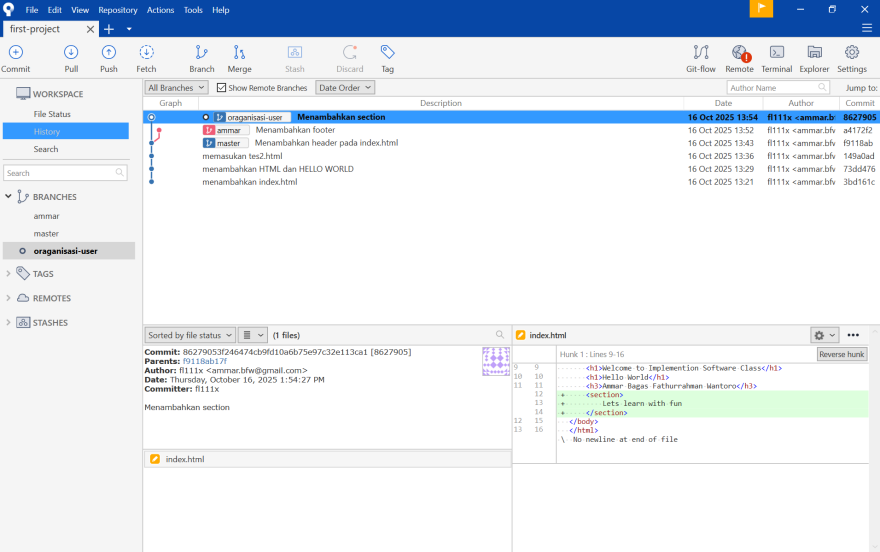 File Edit View Repository Actions Tools Help
first-project
Commit Pull Push Fetch Branch Merge Stash Discard Tag Git-flow Remote Terminal Explorer Settings
All Branches Show Remote Branches Date Order Author Name Jump to:
Graph Description Date Author Commit
oraganisasi-user Menambahkan section 16 Oct 2025 13:54 fl111x <ammar.bfv 8627905
ammar Menambahkan footer 16 Oct 2025 13:52 fl111x <ammar.bfv a4172f2
master Menambahkan header pada index.html 16 Oct 2025 13:43 fl111x <ammar.bfv f9118ab
memasukan tes2.html 16 Oct 2025 13:36 fl111x <ammar.bfv 149a0ad
menambahkan HTML dan HELLO WORLD 16 Oct 2025 13:29 fl111x <ammar.bfv 73dd476
menambahkan index.html 16 Oct 2025 13:21 fl111x <ammar.bfv 3bd161c
WORKSPACE
File Status
History
Search
Search
BRANCHES
ammar
master
oraganisasi-user
TAGS
REMOTES
STASHES
Sorted by file status (1 files)
Commit: 86279053f246474cb9fd10a6b75e97c32e113ca1 [8627905]
Parents: f9118ab17f
Author: fl111x <ammar.bfw@gmail.com>
Date: Thursday, October 16, 2025 1:54:27 PM
Committer: fl111x
Menambahkan section
index.html
index.html
Hunk 1 : Lines 9-16 Reverse hunk
9 9 <h1>Welcome to Implemention Software Class</h1>
10 10 <h1>Hello World</h1>
11 11 <h3>Ammar Bagas Fathurrahman Wantoro</h3>
12 + <section>
13 + Lets learn with fun
14 + </section>
12 15 </body>
13 16 </html>
\ No newline at end of file